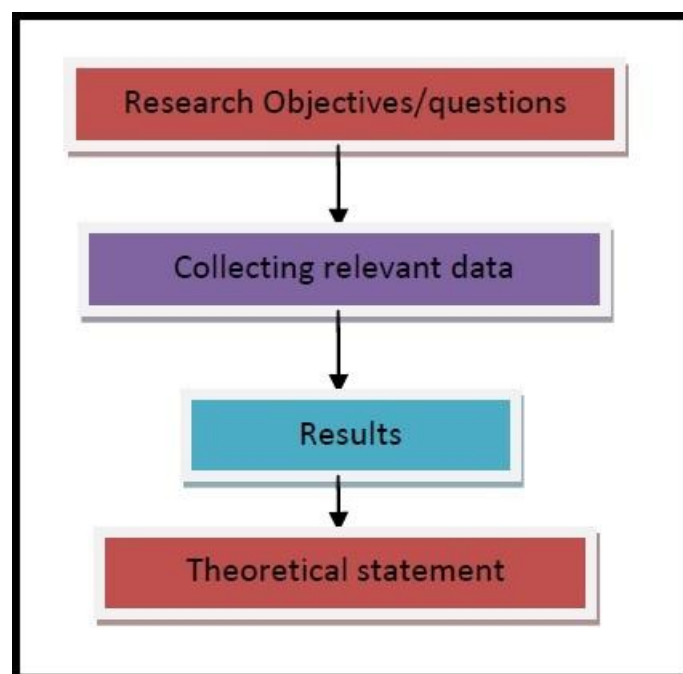 Research Objectives/questions
Collecting relevant data
Results
Theoretical statement